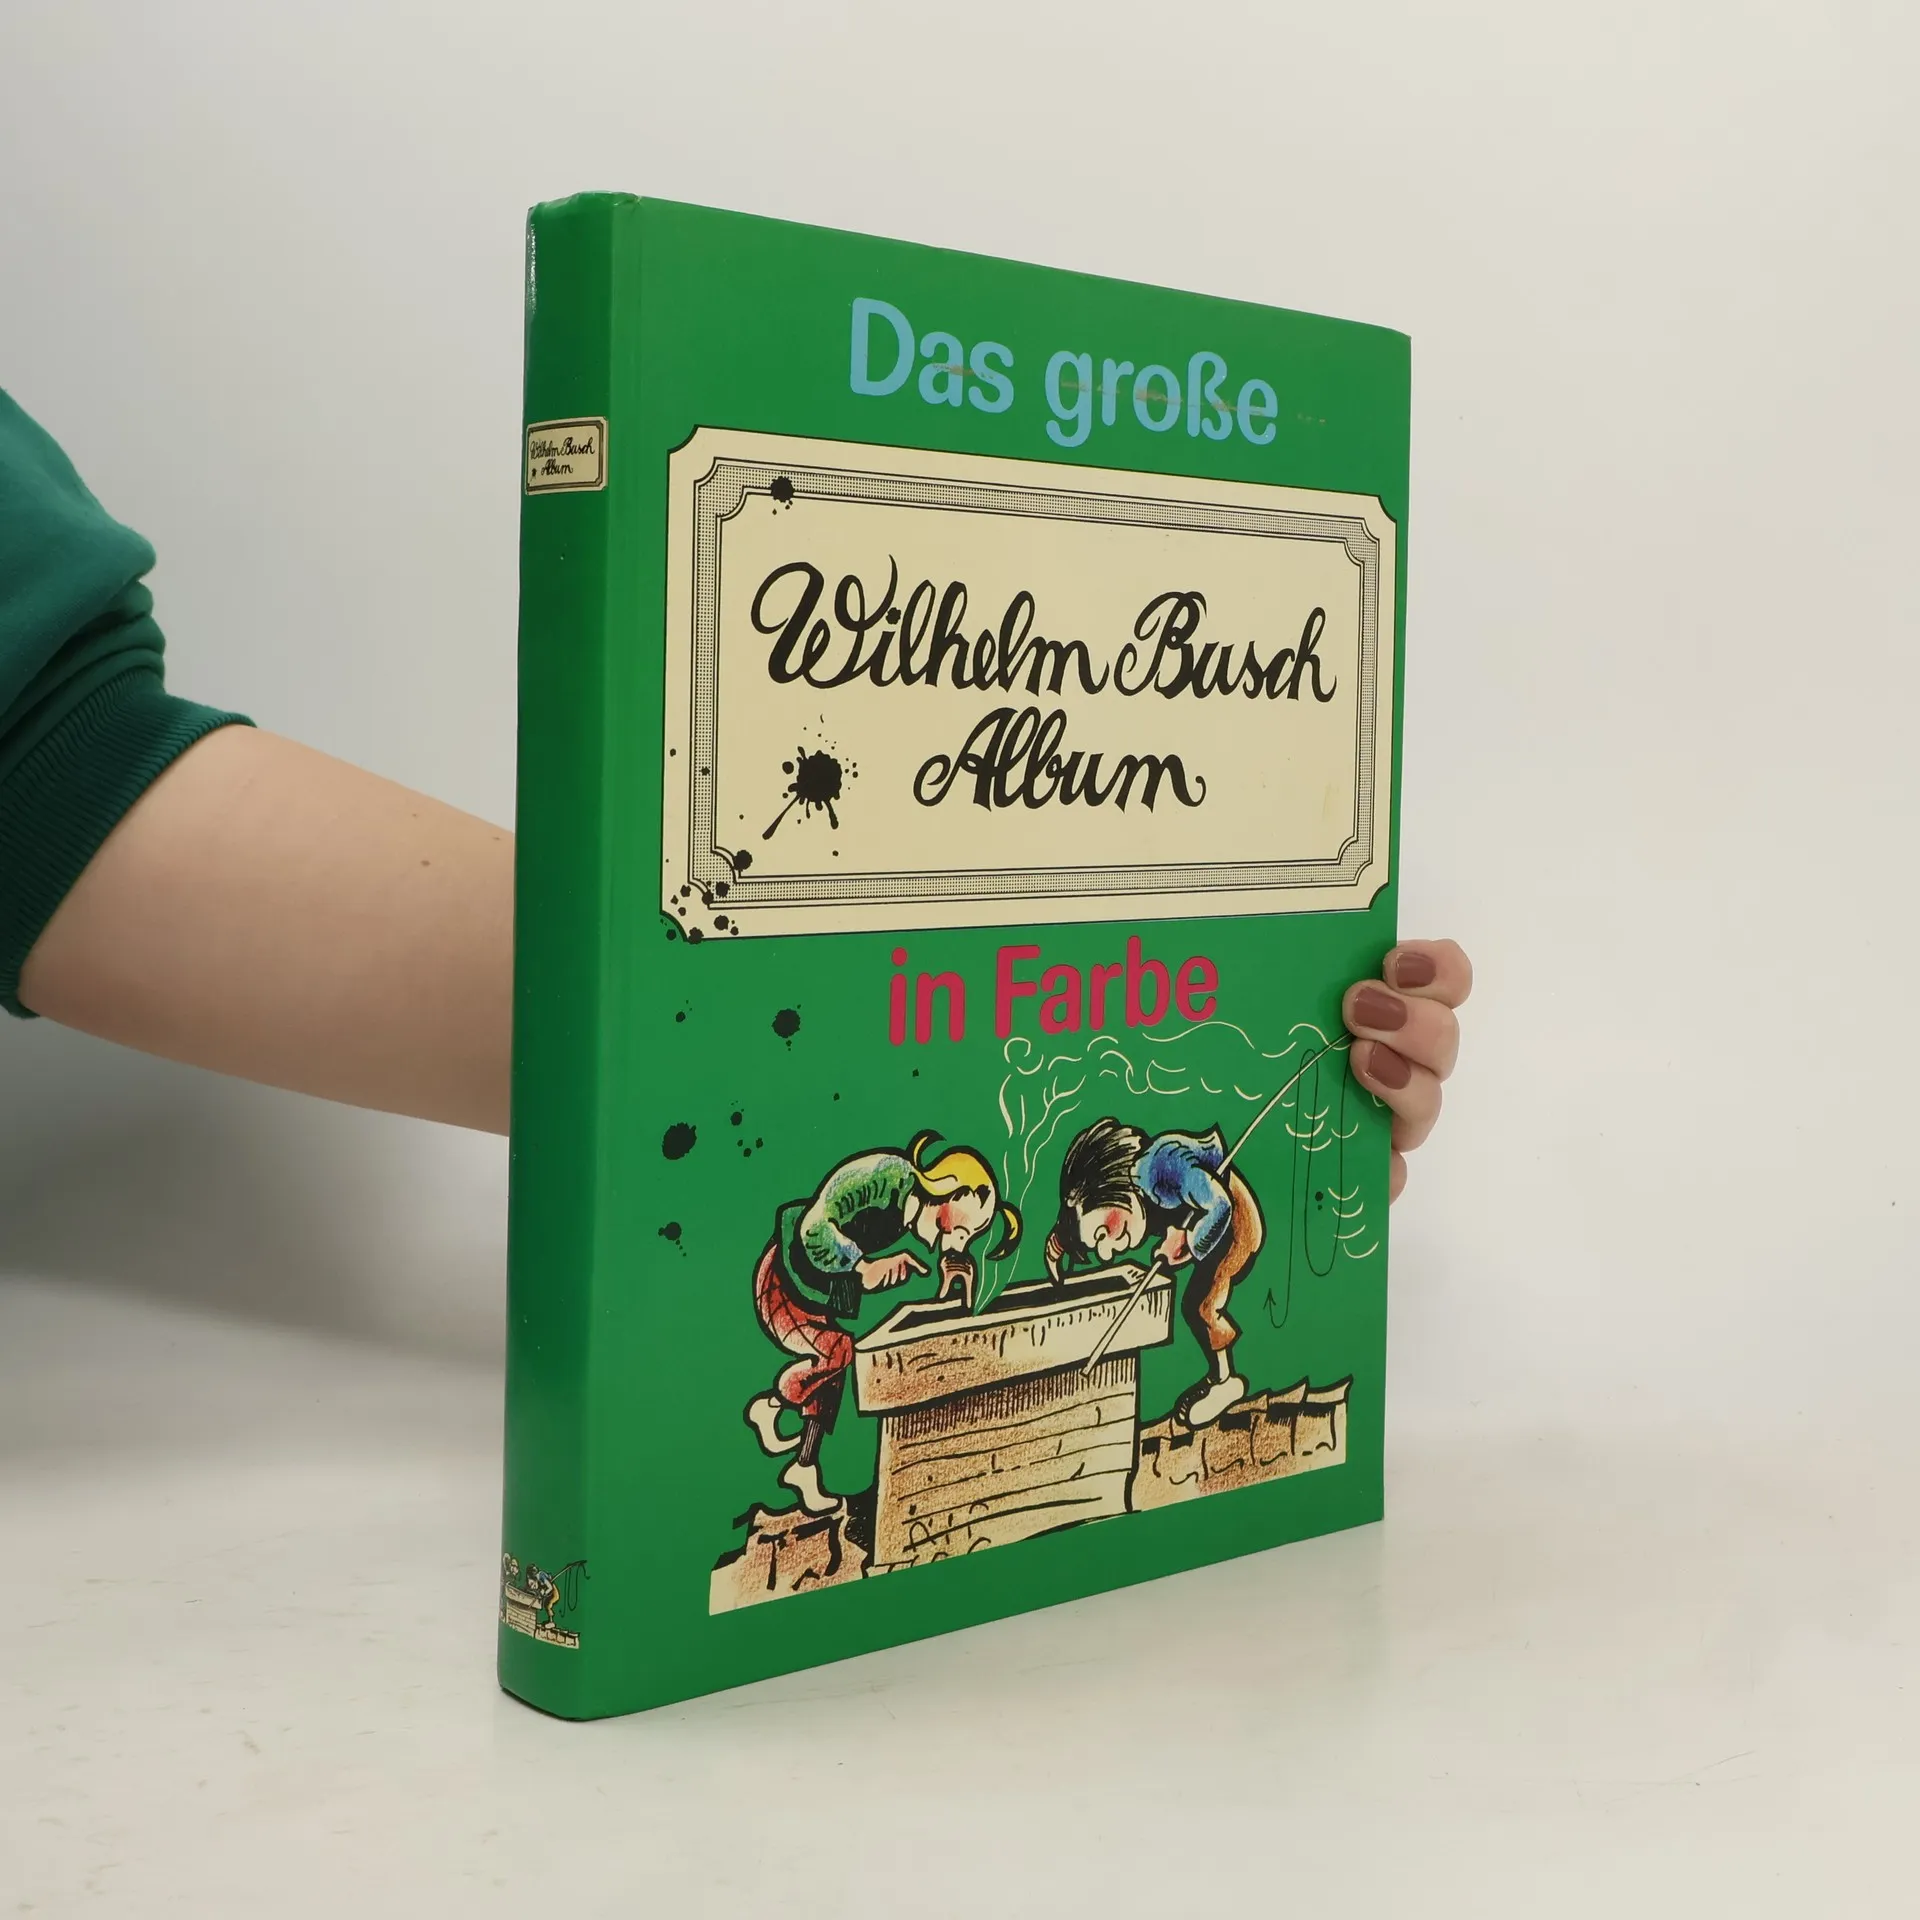 Das große
Wilhelm Busch
Album
in Farbe
Wilhelm Busch
Album